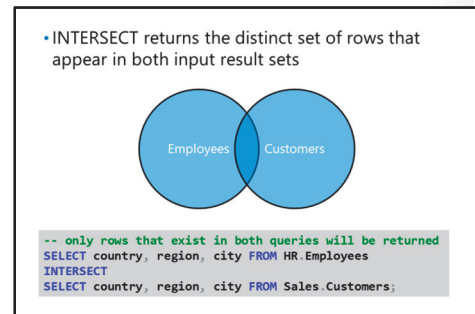 • INTERSECT returns the distinct set of rows that
appear in both input result sets
Employees
Customers
-- only rows that exist in both queries will be returned
SELECT country, region, city FROM HR.Employees
INTERSECT
SELECT country, region, city FROM Sales.Customers;